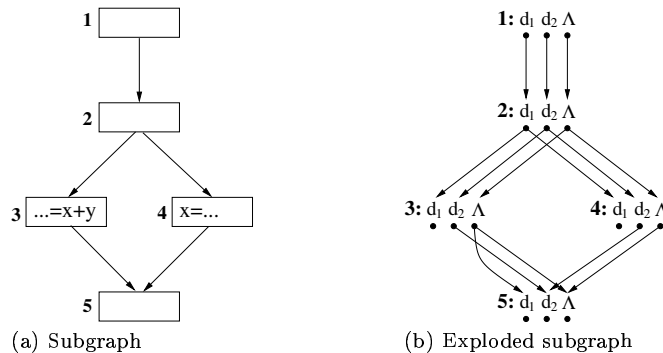 1
2
3 ...=x+y
4 x=...
5
(a) Subgraph
1: d₁ d₂ Λ
2: d₁ d₂ Λ
3: d₁ d₂ Λ
4: d₁ d₂ Λ
5: d₁ d₂ Λ
(b) Exploded subgraph